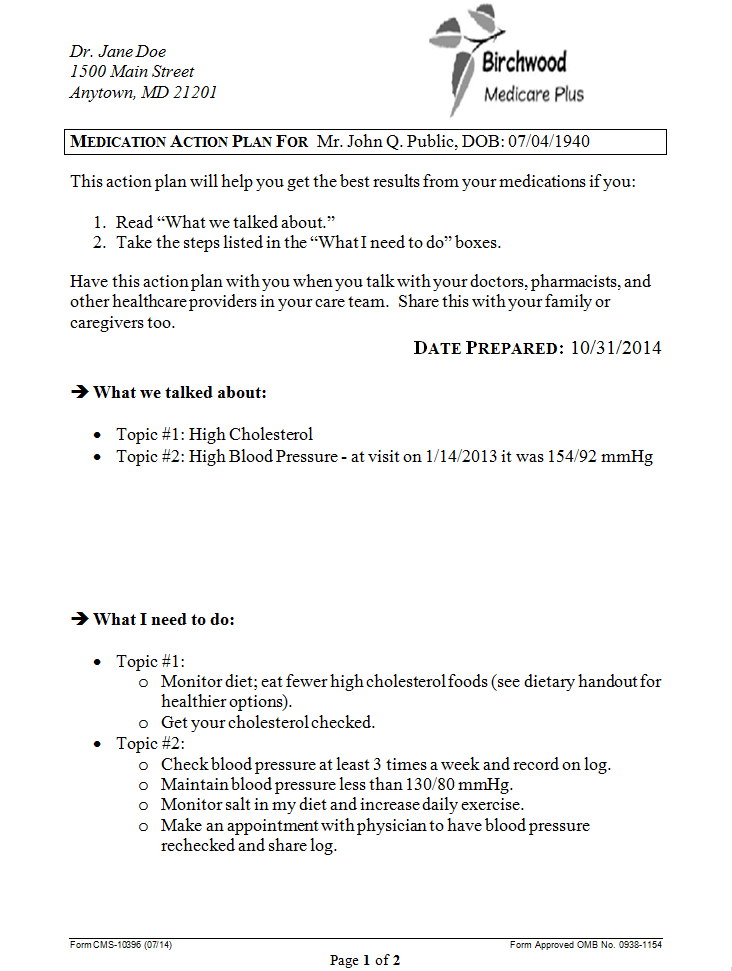 Dr. Jane Doe
1500 Main Street
Anytown, MD 21201
Birchwood
Medicare Plus
MEDICATION ACTION PLAN FOR Mr. John Q. Public, DOB: 07/04/1940
This action plan will help you get the best results from your medications if you:
1. Read “What we talked about.”
2. Take the steps listed in the “What I need to do” boxes.
Have this action plan with you when you talk with your doctors, pharmacists, and
other healthcare providers in your care team. Share this with your family or
caregivers too.
DATE PREPARED: 10/31/2014
➔ What we talked about:
• Topic #1: High Cholesterol
• Topic #2: High Blood Pressure - at visit on 1/14/2013 it was 154/92 mmHg
➔ What I need to do:
• Topic #1:
o Monitor diet; eat fewer high cholesterol foods (see dietary handout for
healthier options).
o Get your cholesterol checked.
• Topic #2:
o Check blood pressure at least 3 times a week and record on log.
o Maintain blood pressure less than 130/80 mmHg.
o Monitor salt in my diet and increase daily exercise.
o Make an appointment with physician to have blood pressure
rechecked and share log.
Form CMS-10396 (07/14)
Form Approved OMB No. 0938-1154
Page 1 of 2